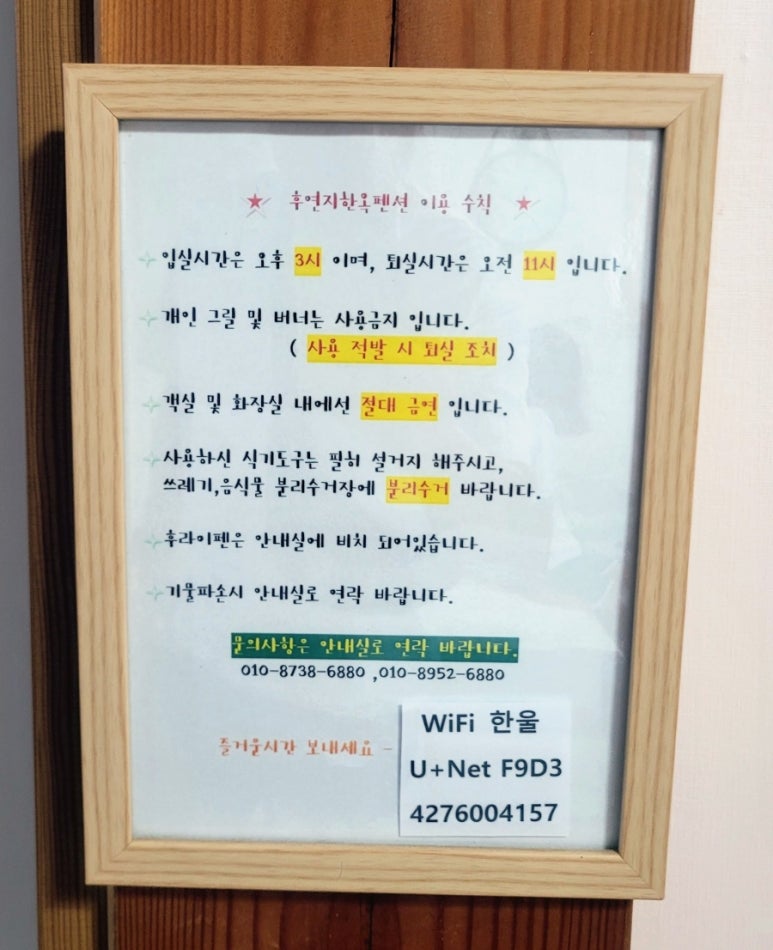 ★ 후연지한옥펜션 이용 수칙 ★
입실시간은 오후 3시 이며, 퇴실시간은 오전 11시 입니다.
개인 그릴 및 버너는 사용금지 입니다.
( 사용 적발 시 퇴실 조치 )
객실 및 화장실 내에선 절대 금연 입니다.
사용하신 식기도구는 필히 설거지 해주시고,
쓰레기,음식물 분리수거장에 분리수거 바랍니다.
후라이펜은 안내실에 비치 되어있습니다.
기물파손시 안내실로 연락 바랍니다.
문의사항은 안내실로 연락 바랍니다.
010-8738-6880 ,010-8952-6880
즐거울시간 보내세요 -
WiFi 한울
U+Net F9D3
4276004157